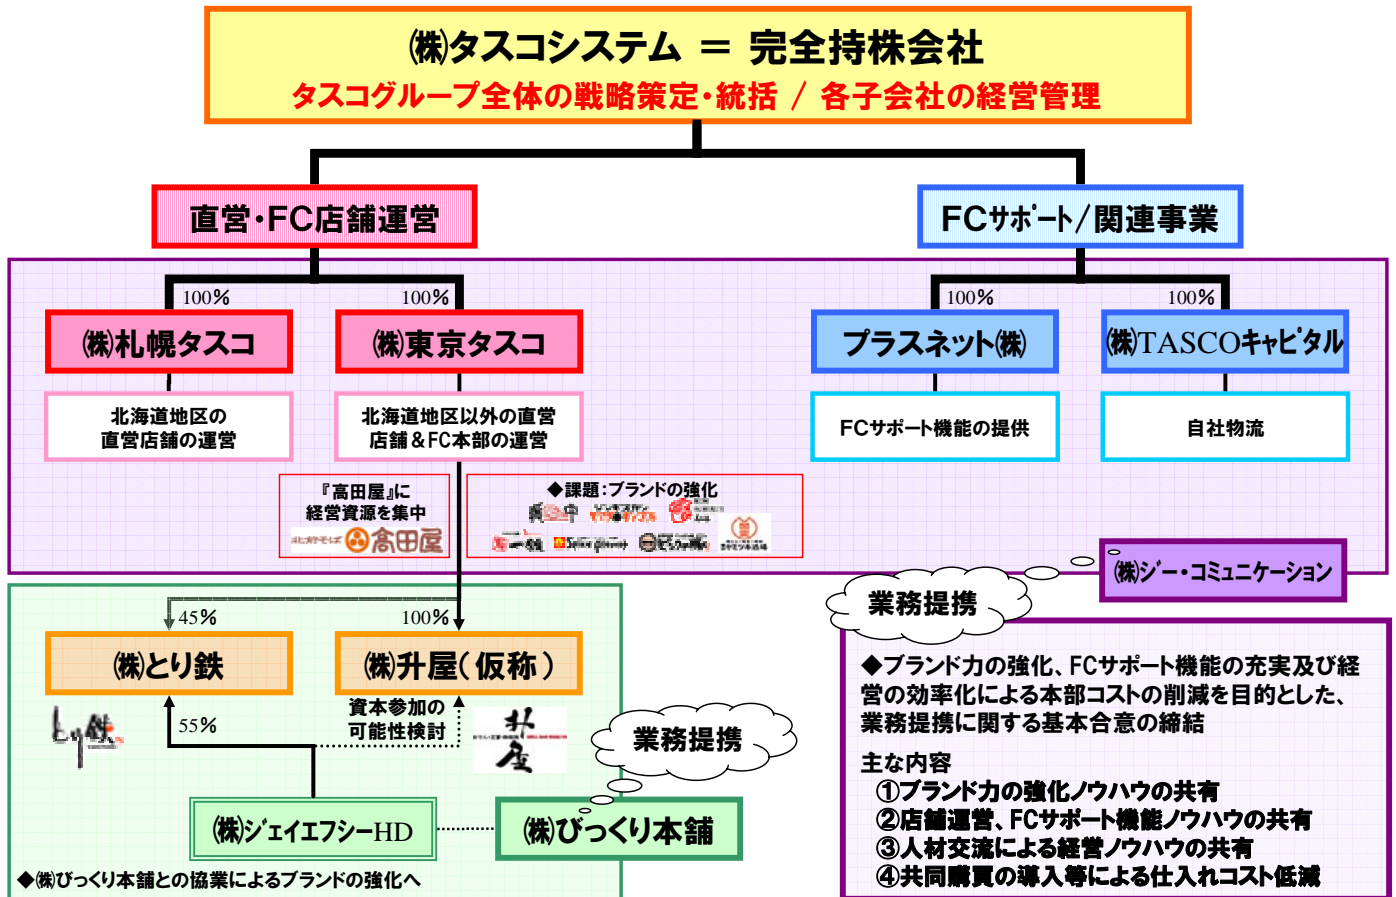 ㈱タスコシステム ＝ 完全持株会社
タスコグループ全体の戦略策定・統括 / 各子会社の経営管理
直営・FC店舗運営
FCサポート/関連事業
100%
100%
100%
100%
㈱札幌タスコ
㈱東京タスコ
プラスネット㈱
㈱TASCOキャピタル
北海道地区の
直営店舗の運営
北海道地区以外の直営
店舗＆FC本部の運営
FCサポート機能の提供
自社物流
『高田屋』に
経営資源を集中
高田屋
◆課題：ブランドの強化
㈱ジー・コミュニケーション
業務提携
45%
100%
㈱とり鉄
㈱升屋（仮称）
55%
資本参加の
可能性検討
升屋
業務提携
㈱ジェイエフシーHD
㈱びっくり本舗
◆㈱びっくり本舗との協業によるブランドの強化へ
◆ブランド力の強化、FCサポート機能の充実及び経
営の効率化による本部コストの削減を目的とした、
業務提携に関する基本合意の締結
主な内容
①ブランド力の強化ノウハウの共有
②店舗運営、FCサポート機能ノウハウの共有
③人材交流による経営ノウハウの共有
④共同購買の導入等による仕入れコスト低減